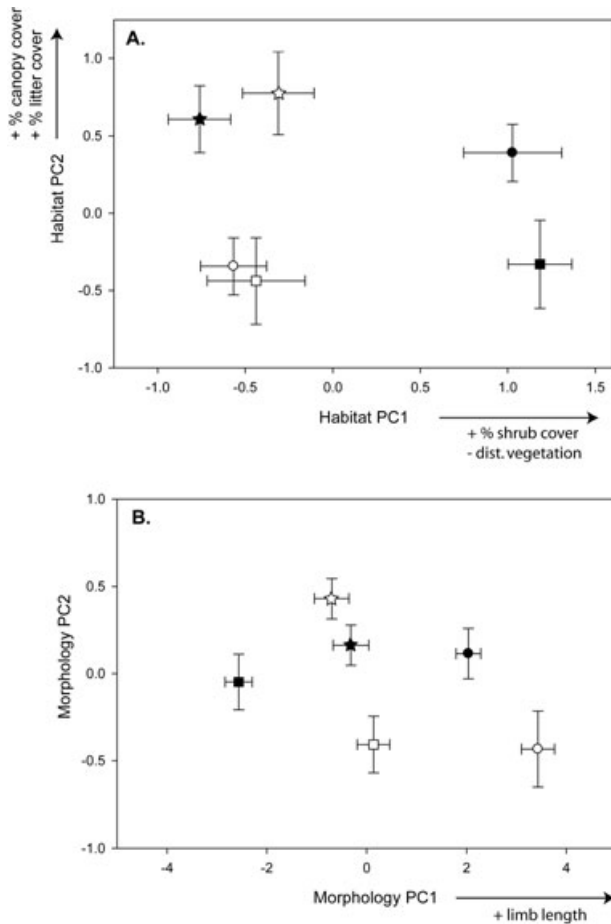 A.
+ % canopy cover
+ % litter cover
Habitat PC2
1.0
0.5
0.0
-0.5
-1.0
-1.0 -0.5 0.0 0.5 1.0 1.5
Habitat PC1
+ % shrub cover
- dist. vegetation
B.
Morphology PC2
1.0
0.5
0.0
-0.5
-1.0
-4 -2 0 2 4
Morphology PC1
+ limb length